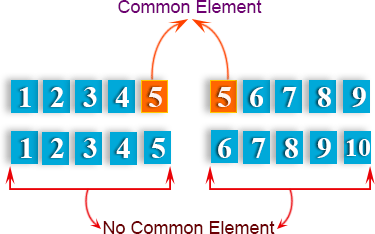 Common Element
1 2 3 4 5 5 6 7 8 9
1 2 3 4 5 6 7 8 9 10
No Common Element